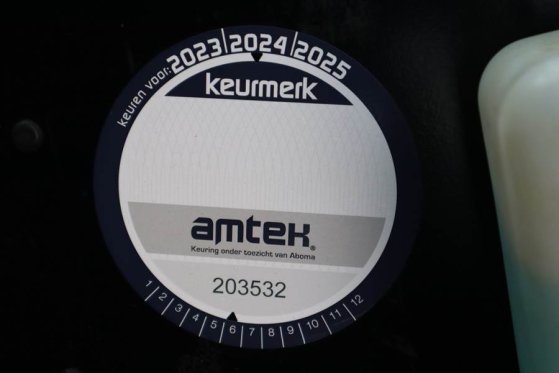 keuren voor: 2023 | 2024 | 2025
keurmerk
amtek®
Keuring onder toezicht van Aboma
203532
1 2 3 4 5 6 7 8 9 10 11 12